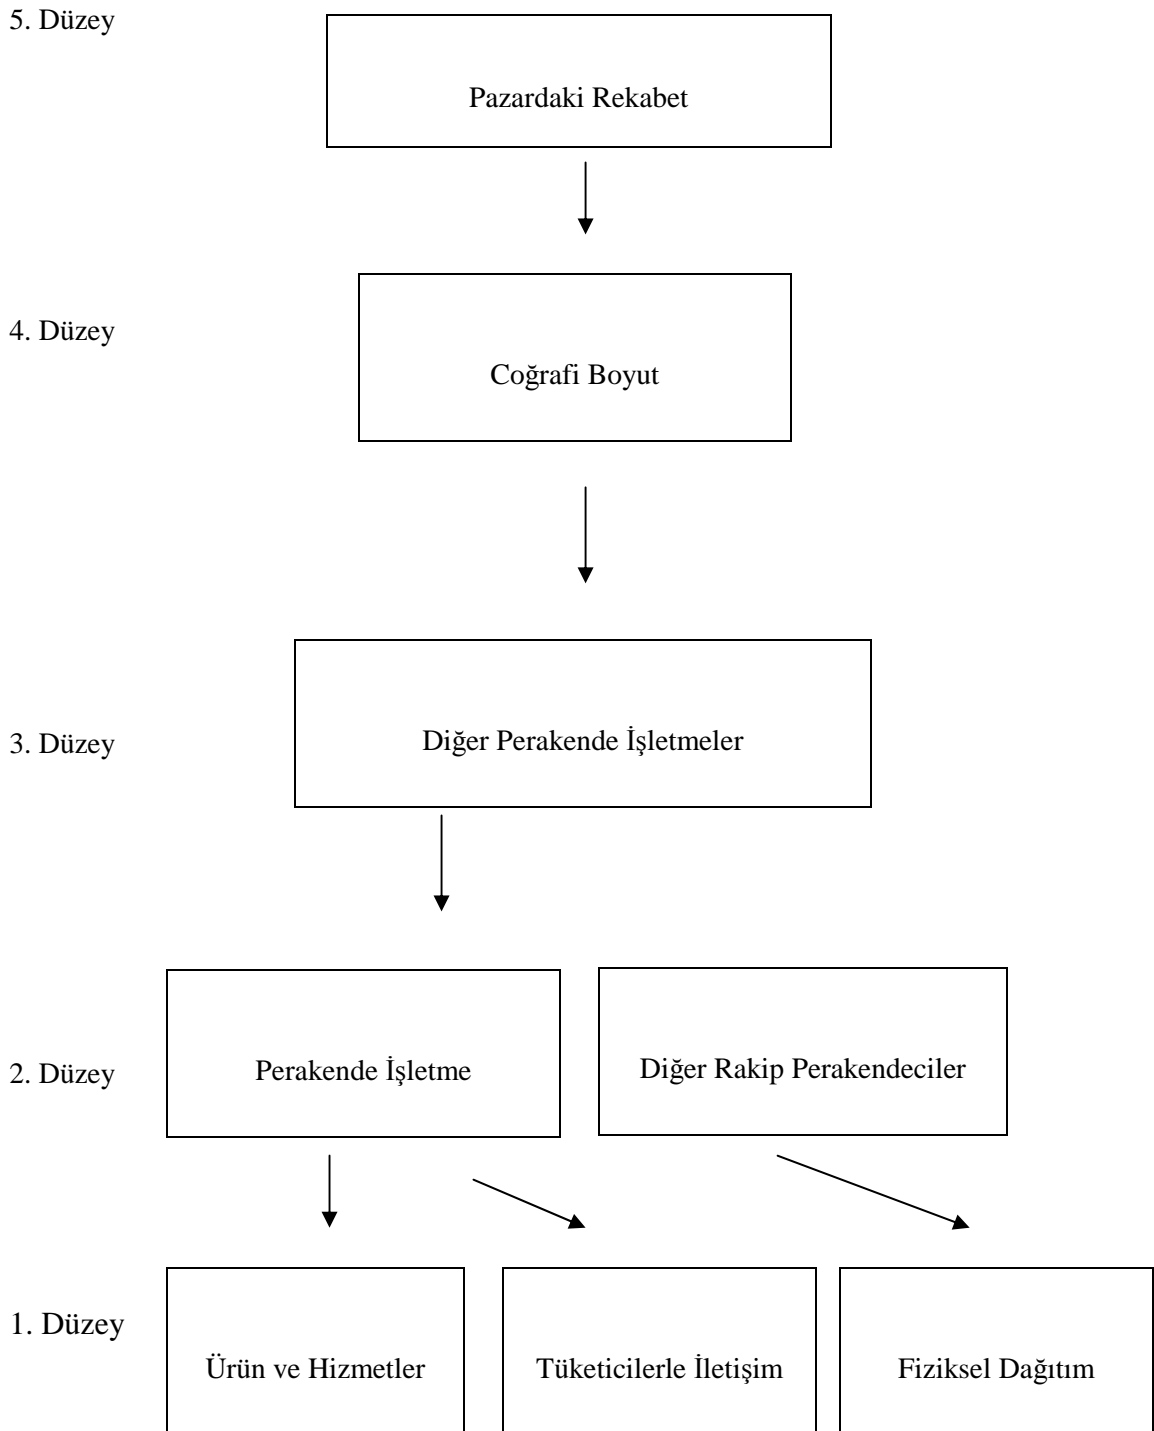 5. Düzey
Pazardaki Rekabet
4. Düzey
Coğrafi Boyut
3. Düzey
Diğer Perakende İşletmeler
2. Düzey
Perakende İşletme
Diğer Rakip Perakendeciler
1. Düzey
Ürün ve Hizmetler
Tüketicilerle İletişim
Fiziksel Dağıtım